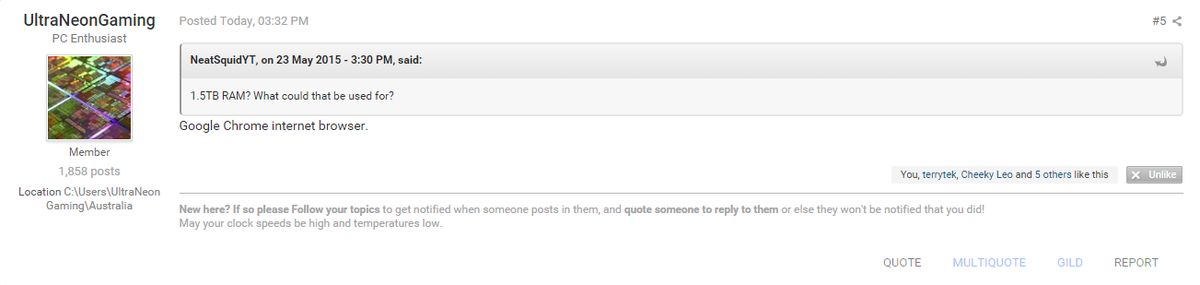 UltraNeonGaming
PC Enthusiast
Member
1,858 posts
Location C:\Users\UltraNeon
Gaming\Australia
Posted Today, 03:32 PM
#5
NeatSquidYT, on 23 May 2015 - 3:30 PM, said:
1.5TB RAM? What could that be used for?
Google Chrome internet browser.
You, terrytek, Cheeky Leo and 5 others like this
Unlike
New here? If so please Follow your topics to get notified when someone posts in them, and quote someone to reply to them or else they won't be notified that you did!
May your clock speeds be high and temperatures low.
QUOTE MULTIQUOTE GILD REPORT